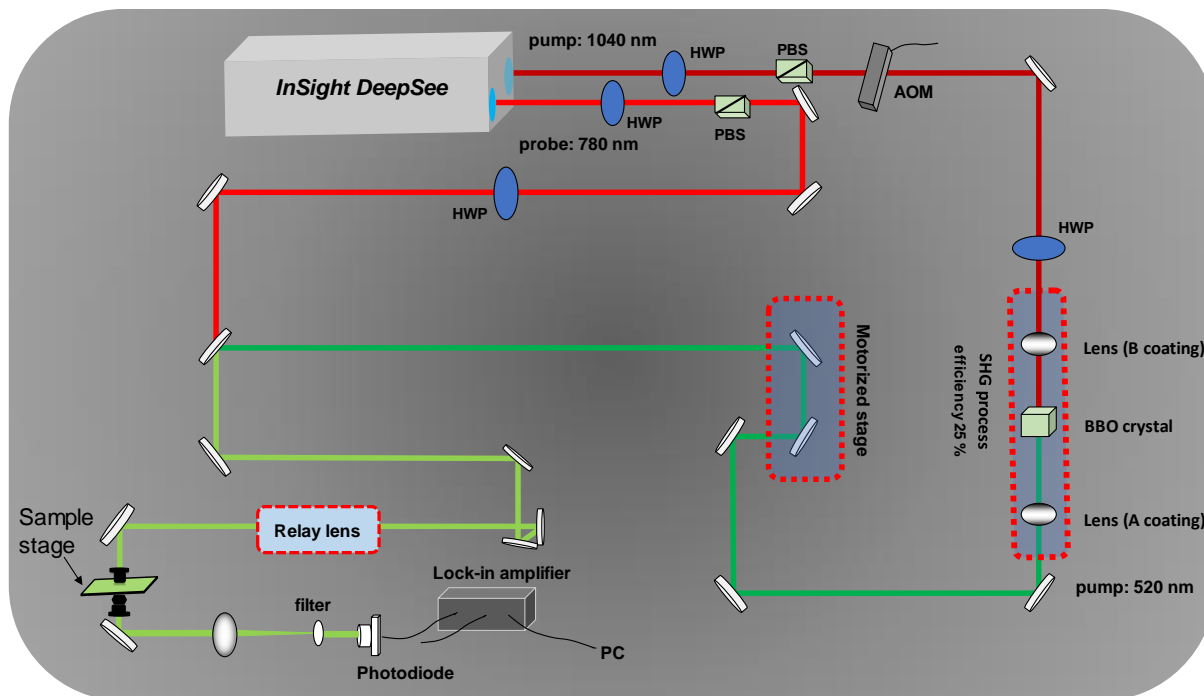 pump: 1040 nm
HWP
PBS
InSight DeepSee
AOM
HWP
PBS
probe: 780 nm
HWP
HWP
Motorized stage
SHG process
efficiency 25 %
Lens (B coating)
BBO crystal
Lens (A coating)
Sample
stage
Relay lens
Lock-in amplifier
pump: 520 nm
filter
PC
Photodiode